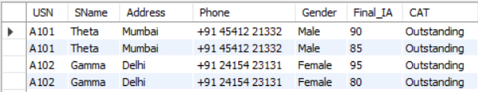 USN SName Address Phone Gender Final_IA CAT
A101 Theta Mumbai +91 45412 21332 Male 90 Outstanding
A101 Theta Mumbai +91 45412 21332 Male 85 Outstanding
A102 Gamma Delhi +91 24154 23131 Female 95 Outstanding
A102 Gamma Delhi +91 24154 23131 Female 80 Outstanding